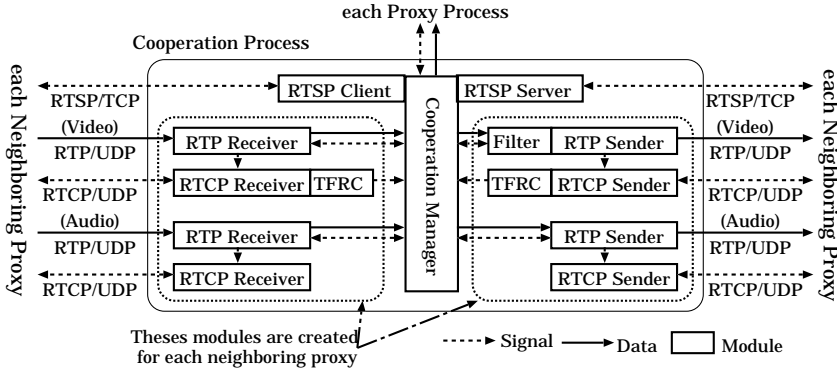 each Proxy Process
Cooperation Process
each Neighboring Proxy
RTSP/TCP
(Video)
RTP/UDP
RTCP/UDP
(Audio)
RTP/UDP
RTCP/UDP
RTSP Client
RTP Receiver
RTCP Receiver TFRC
RTP Receiver
RTCP Receiver
Cooperation Manager
RTSP Server
Filter RTP Sender
TFRC RTCP Sender
RTP Sender
RTCP Sender
RTSP/TCP
(Video)
RTP/UDP
RTCP/UDP
(Audio)
RTP/UDP
RTCP/UDP
each Neighboring Proxy
Theses modules are created
for each neighboring proxy
Signal
Data
Module